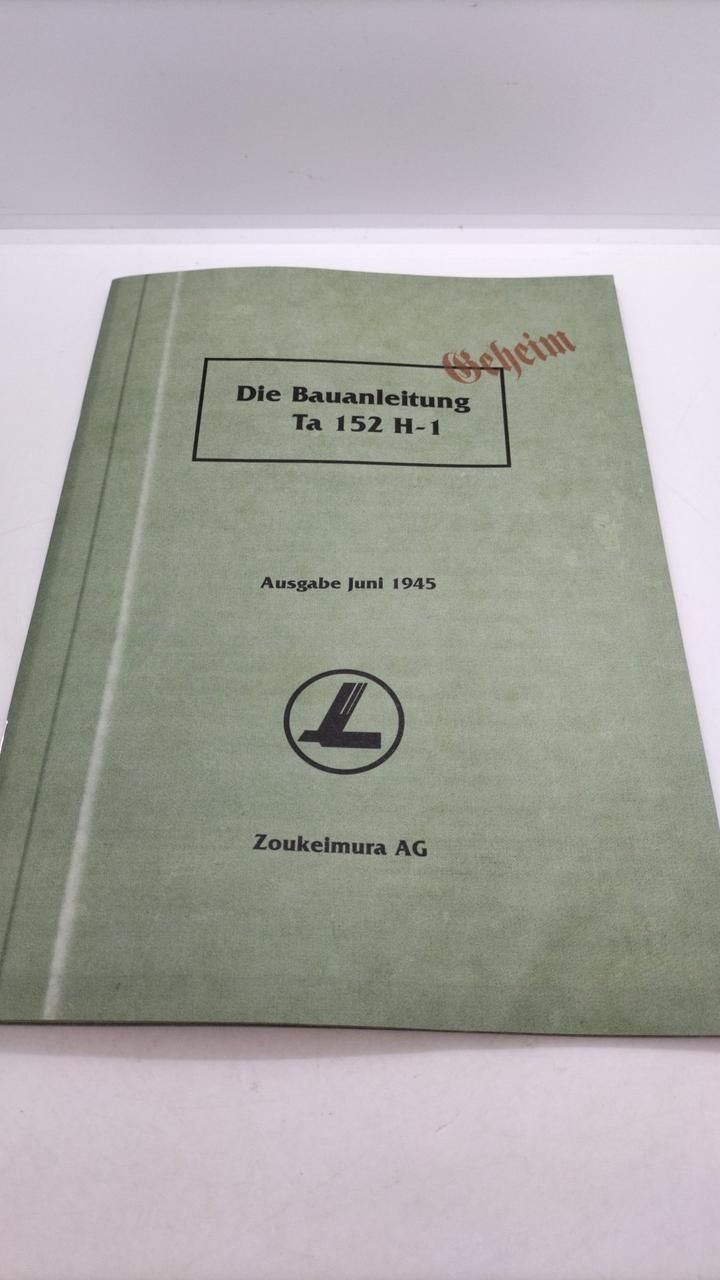 Geheim
Die Bauanleitung
Ta 152 H-1
Ausgabe Juni 1945
Zoukeimura AG